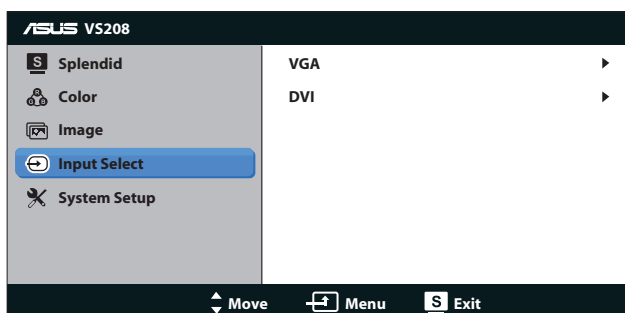 ASUS VS208
S Splendid
VGA
Color
DVI
Image
Input Select
System Setup
Move Menu S Exit